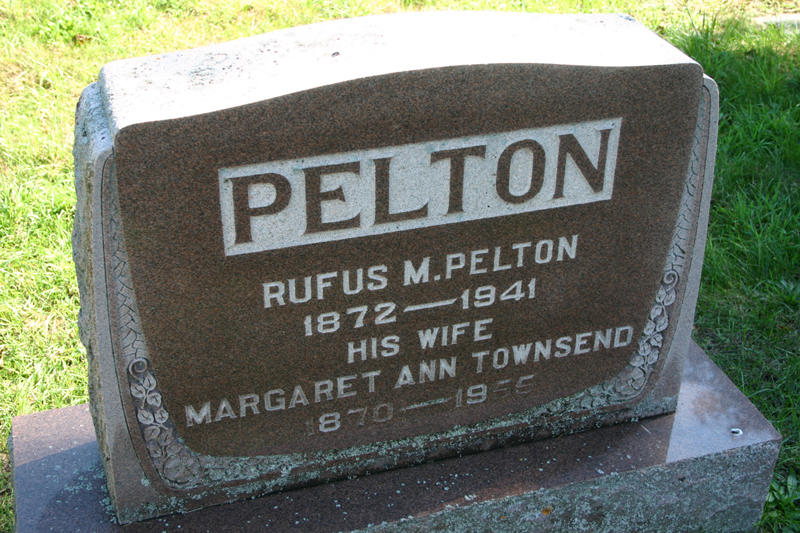 PELTON
RUFUS M. PELTON
1872—1941
HIS WIFE
MARGARET ANN TOWNSEND
1870—